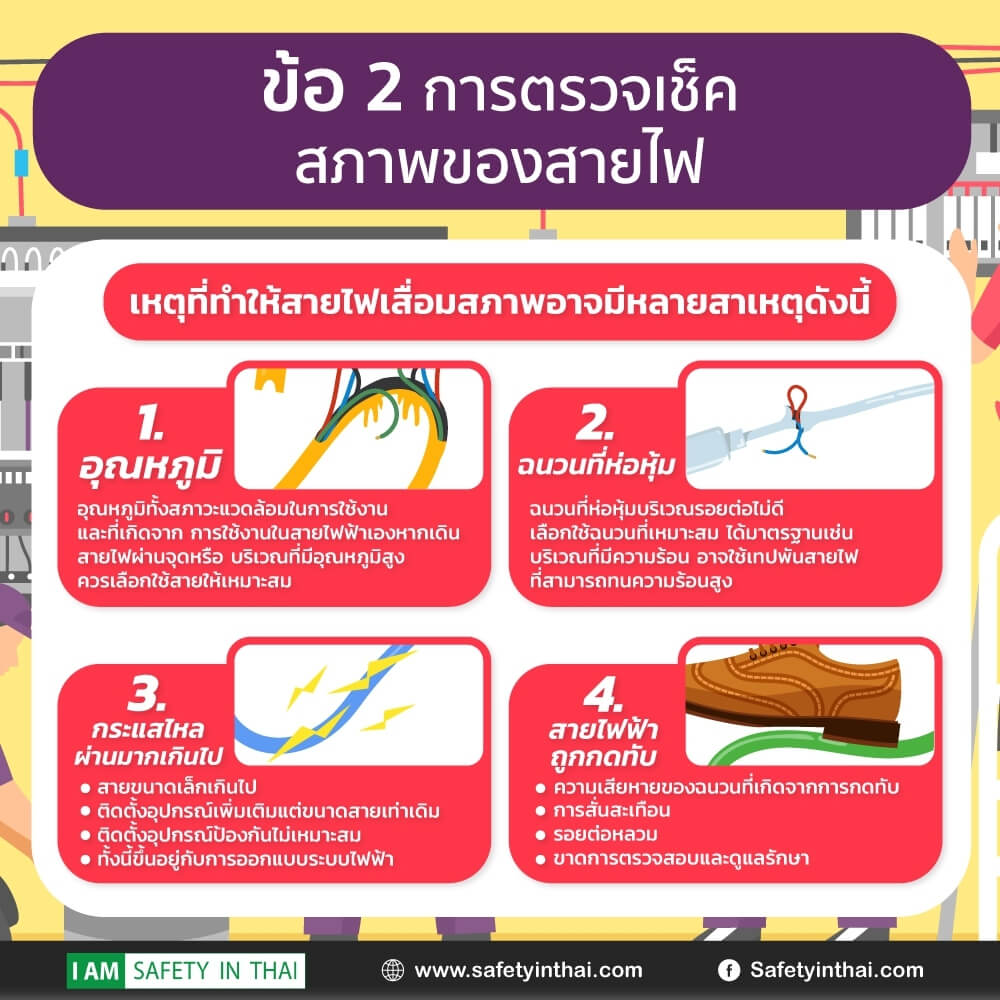 ข้อ 2 การตรวจเช็ค
สภาพของสายไฟ
เหตุที่ทำให้สายไฟเสื่อมสภาพอาจมีหลายสาเหตุดังนี้
1.
อุณหภูมิ
อุณหภูมิทั้งสภาวะแวดล้อมในการใช้งาน
และที่เกิดจาก การใช้งานในสายไฟฟ้าเองหากเดิน
สายไฟผ่านจุดหรือ บริเวณที่มีอุณหภูมิสูง
ควรเลือกใช้สายให้เหมาะสม
2.
ฉนวนที่ห่อหุ้ม
ฉนวนที่ห่อหุ้มบริเวณรอยต่อไม่ดี
เลือกใช้ฉนวนที่เหมาะสม ได้มาตรฐานเช่น
บริเวณที่มีความร้อน อาจใช้เทปพันสายไฟ
ที่สามารถทนความร้อนสูง
3.
กระแสไหล
ผ่านมากเกินไป
• สายขนาดเล็กเกินไป
• ติดตั้งอุปกรณ์เพิ่มเติมแต่ขนาดสายเท่าเดิม
• ติดตั้งอุปกรณ์ป้องกันไม่เหมาะสม
• ทั้งนี้ขึ้นอยู่กับการออกแบบระบบไฟฟ้า
4.
สายไฟฟ้า
ถูกกดทับ
• ความเสียหายของฉนวนที่เกิดจากการกดทับ
• การสั่นสะเทือน
• รอยต่อหลวม
• ขาดการตรวจสอบและดูแลรักษา
I AM SAFETY IN THAI
www.safetyinthai.com
Safetyinthai.com